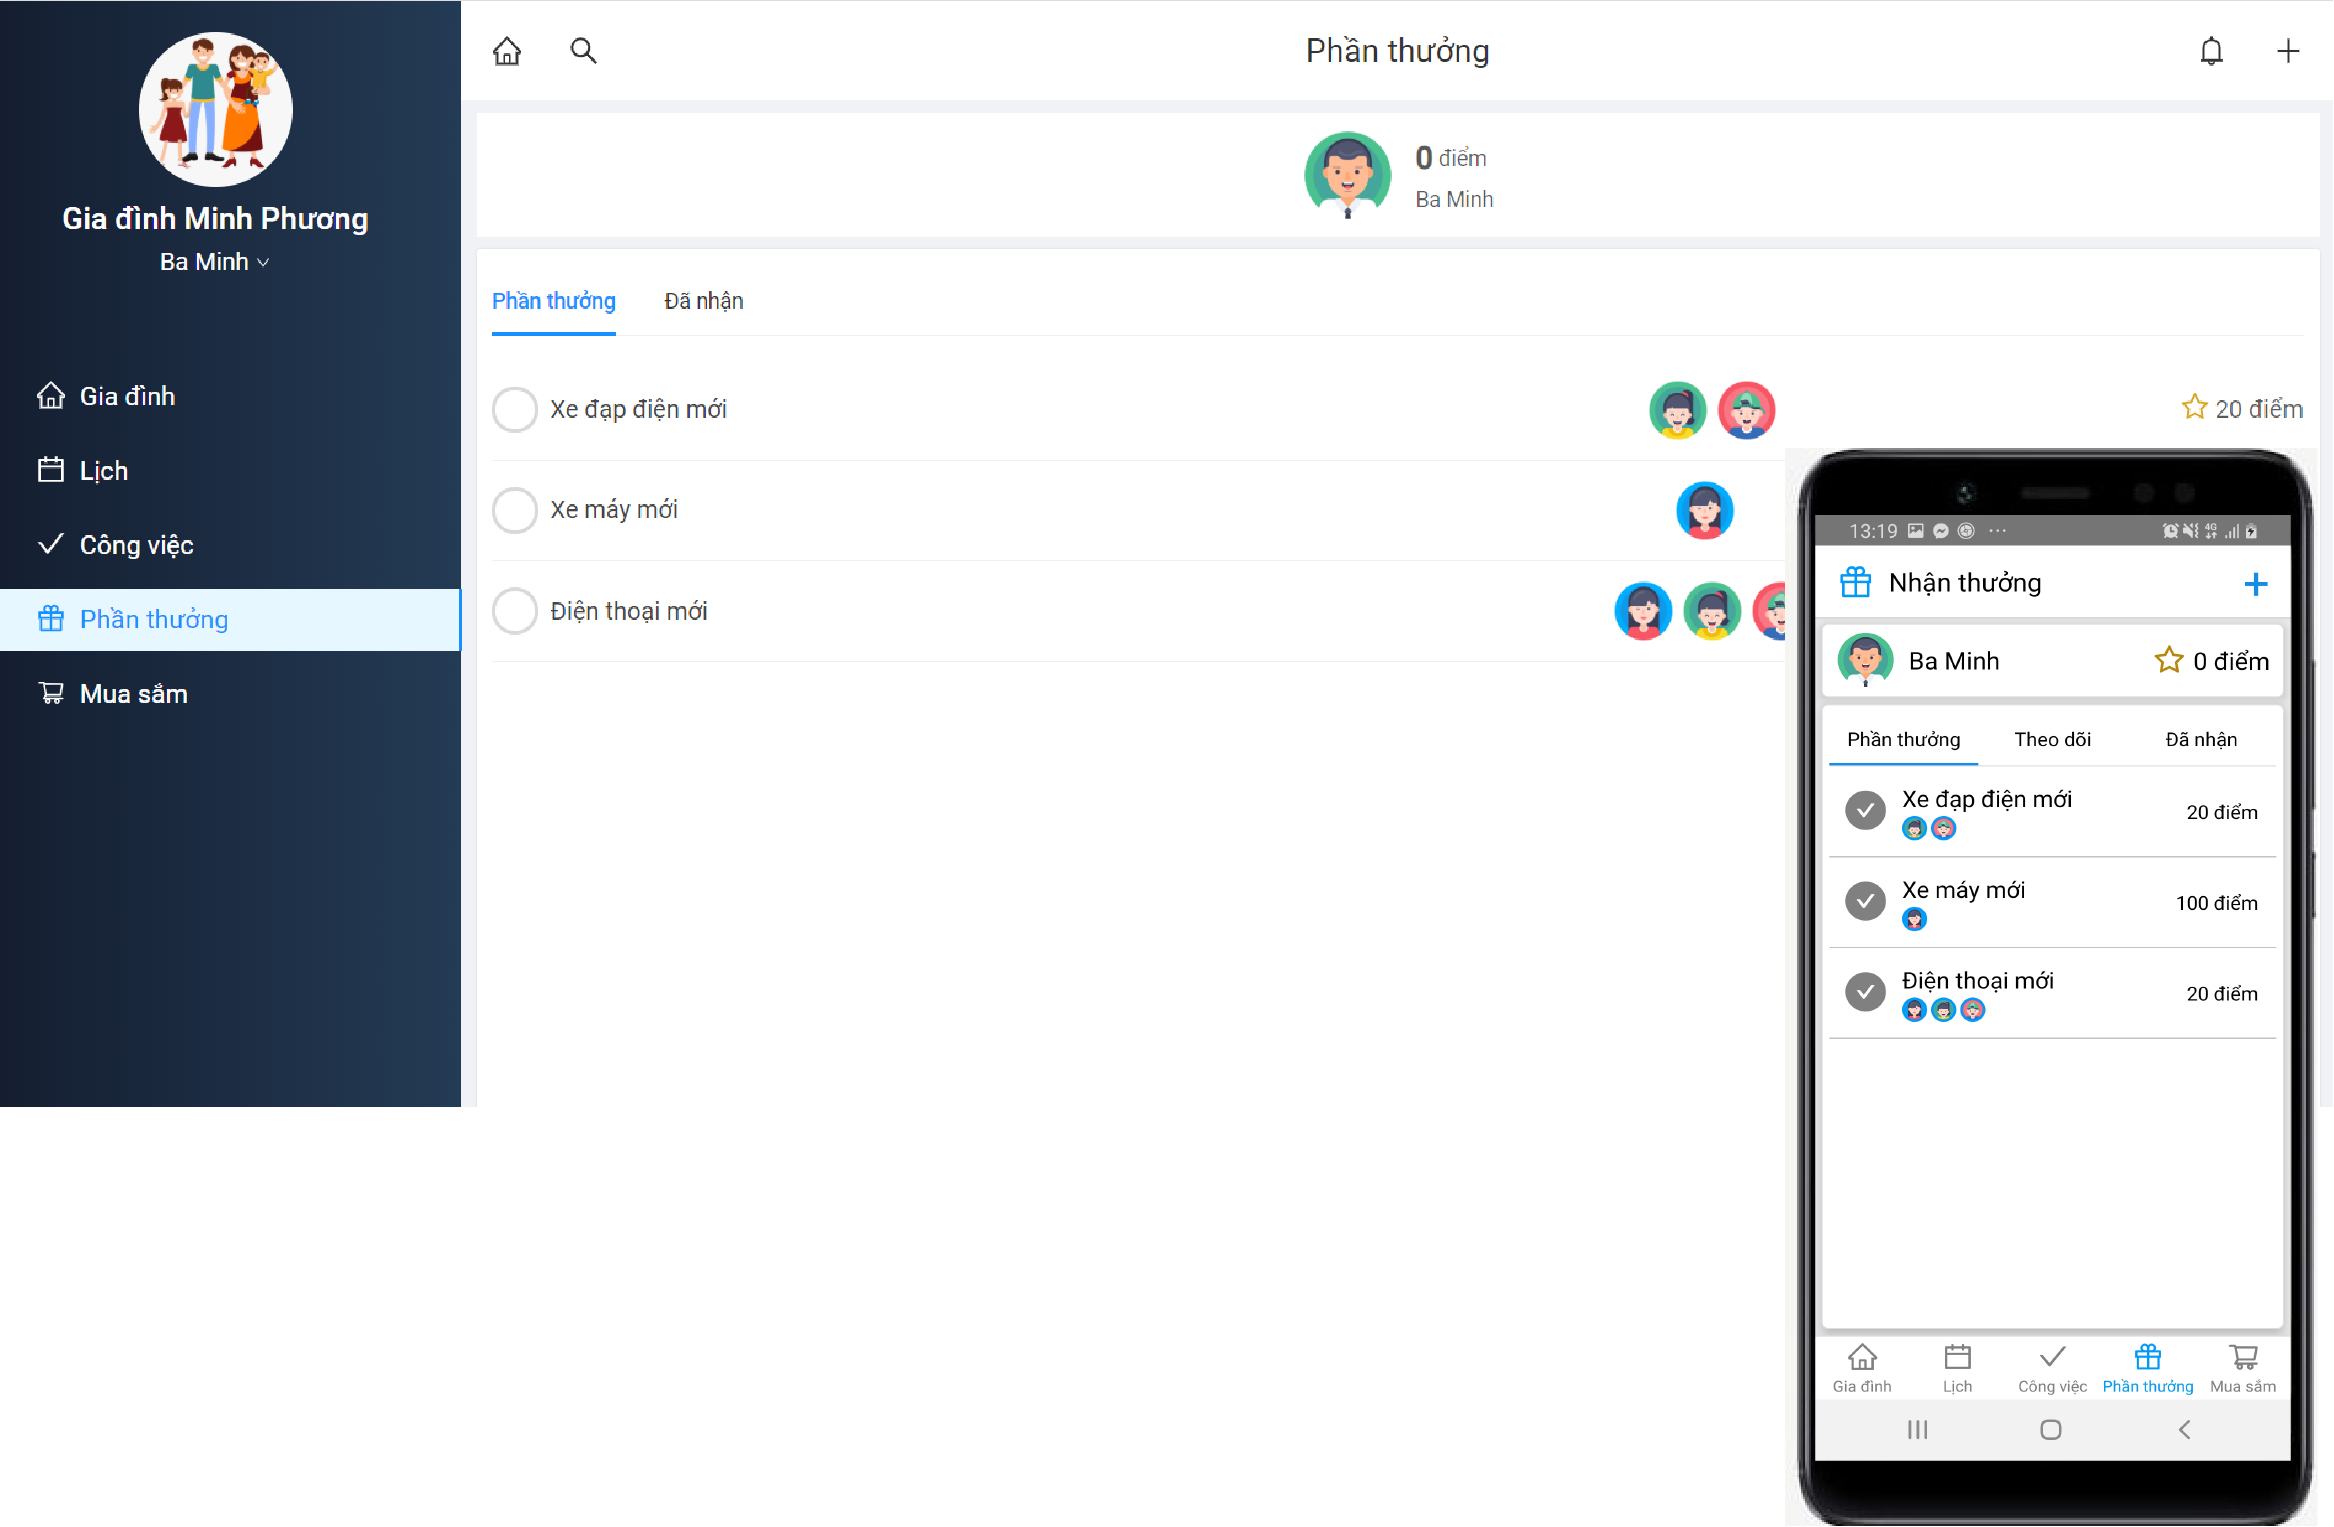 Gia đình Minh Phương
Ba Minh
Gia đình
Lịch
Công việc
Phần thưởng
Mua sắm
Phần thưởng
0 điểm
Ba Minh
Phần thưởng Đã nhận
Xe đạp điện mới 20 điểm
Xe máy mới
Điện thoại mới
13:19 4G
Nhận thưởng
Ba Minh 0 điểm
Phần thưởng Theo dõi Đã nhận
Xe đạp điện mới 20 điểm
Xe máy mới 100 điểm
Điện thoại mới 20 điểm
Gia đình Lịch Công việc Phần thưởng Mua sắm